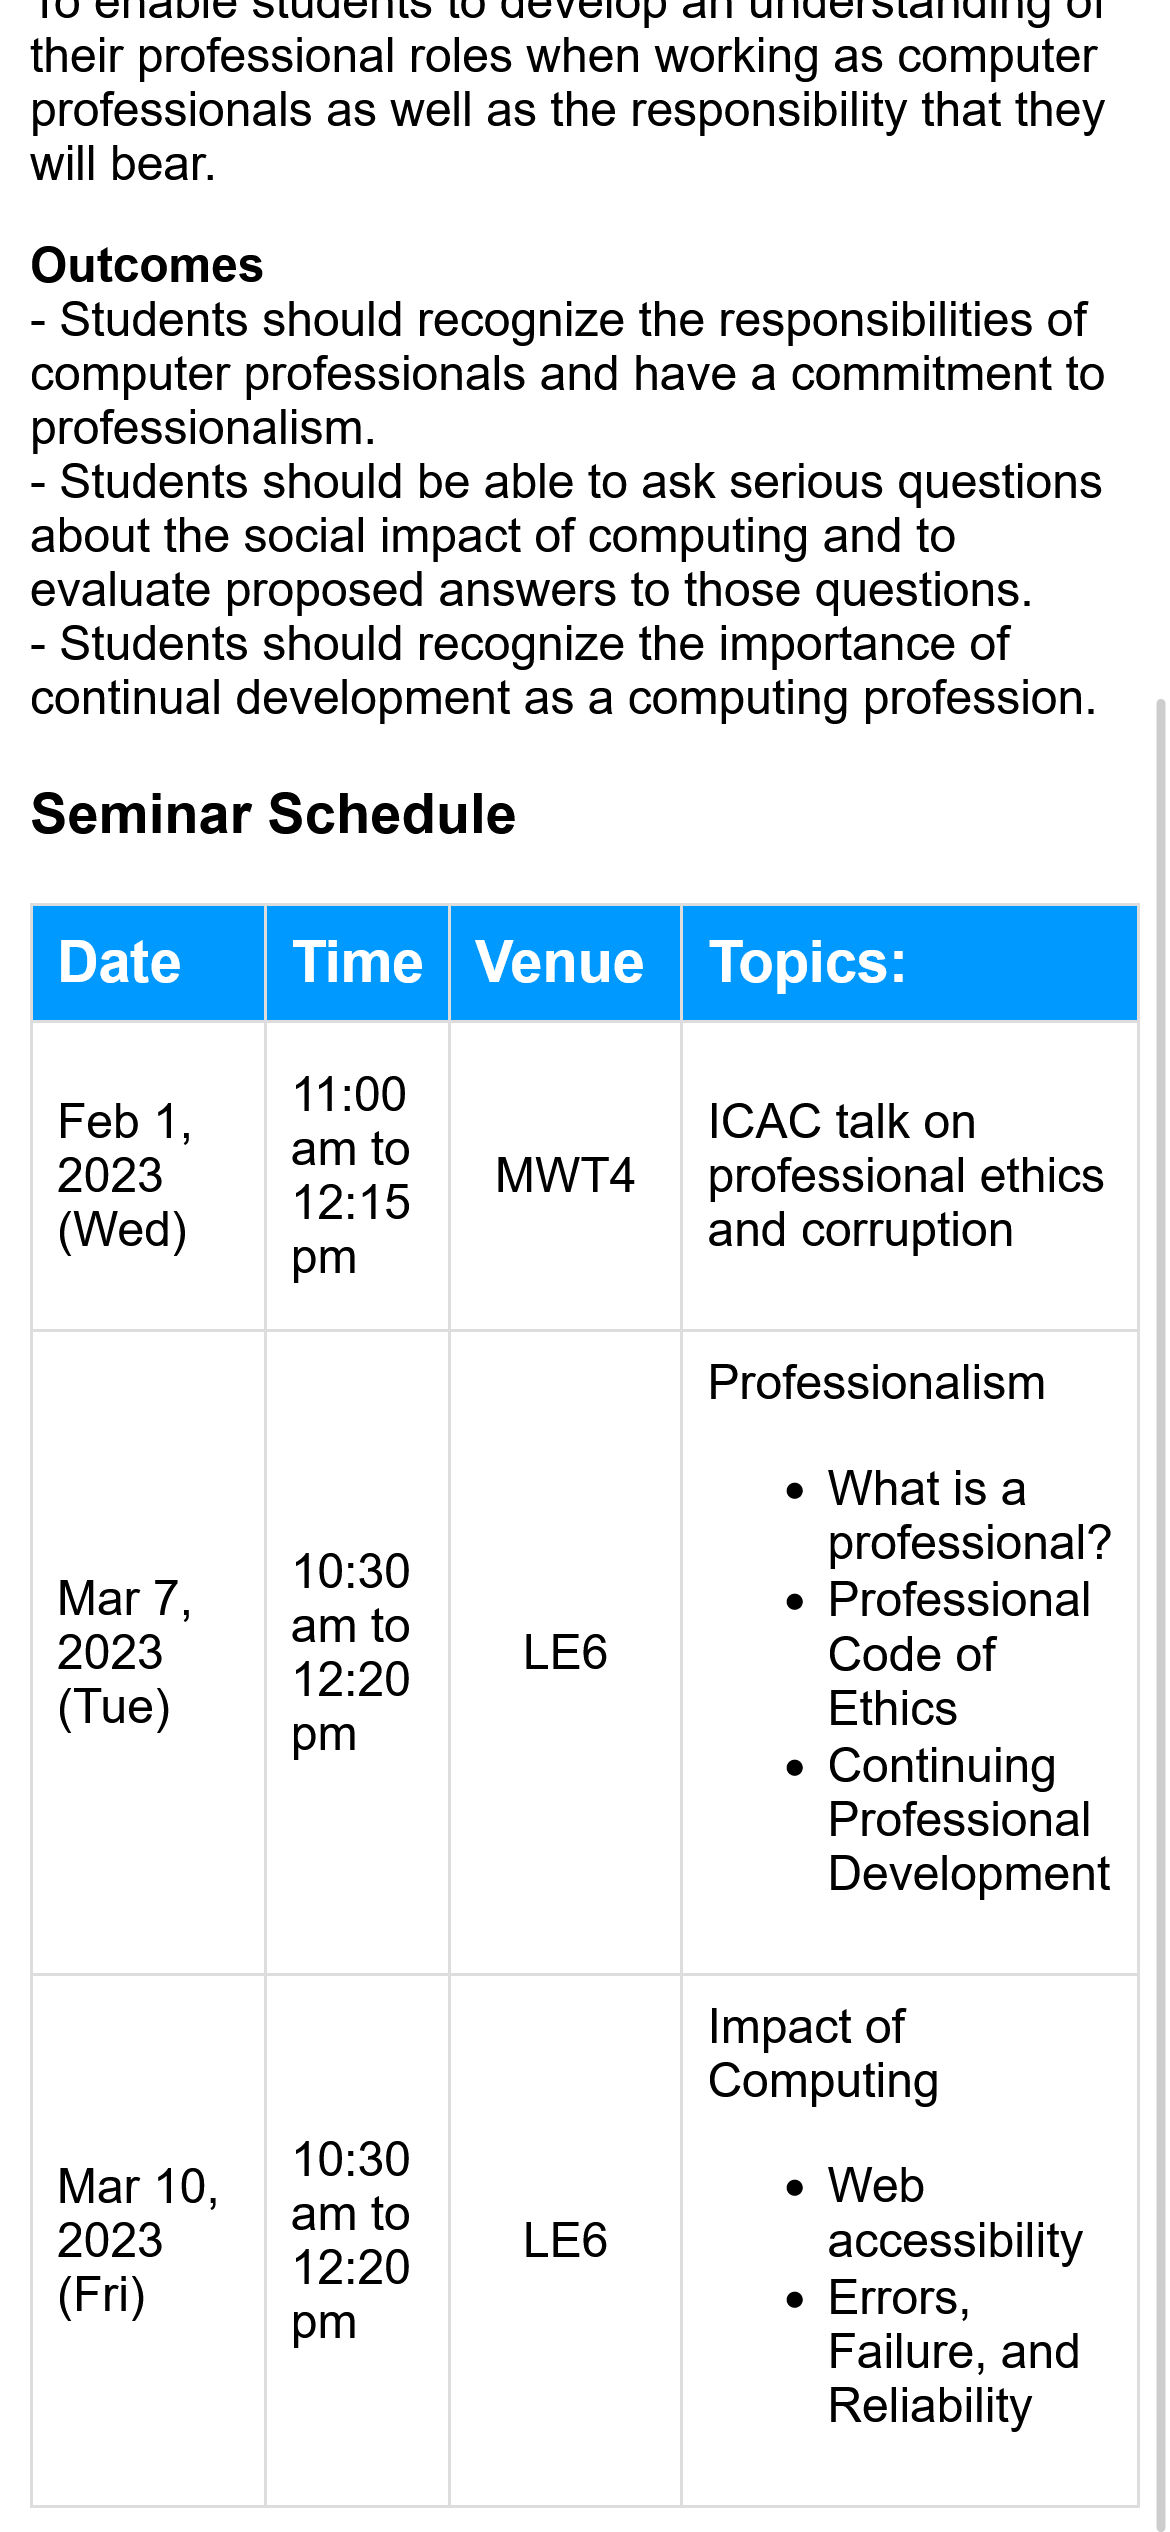 To enable students to develop an understanding of
their professional roles when working as computer
professionals as well as the responsibility that they
will bear.
Outcomes
- Students should recognize the responsibilities of
computer professionals and have a commitment to
professionalism.
- Students should be able to ask serious questions
about the social impact of computing and to
evaluate proposed answers to those questions.
- Students should recognize the importance of
continual development as a computing profession.
Seminar Schedule
Date Time Venue Topics:
Feb 1,
2023
(Wed)
11:00
am to
12:15
pm
MWT4
ICAC talk on
professional ethics
and corruption
Mar 7,
2023
(Tue)
10:30
am to
12:20
pm
LE6
Professionalism
• What is a
professional?
• Professional
Code of
Ethics
• Continuing
Professional
Development
Mar 10,
2023
(Fri)
10:30
am to
12:20
pm
LE6
Impact of
Computing
• Web
accessibility
• Errors,
Failure, and
Reliability